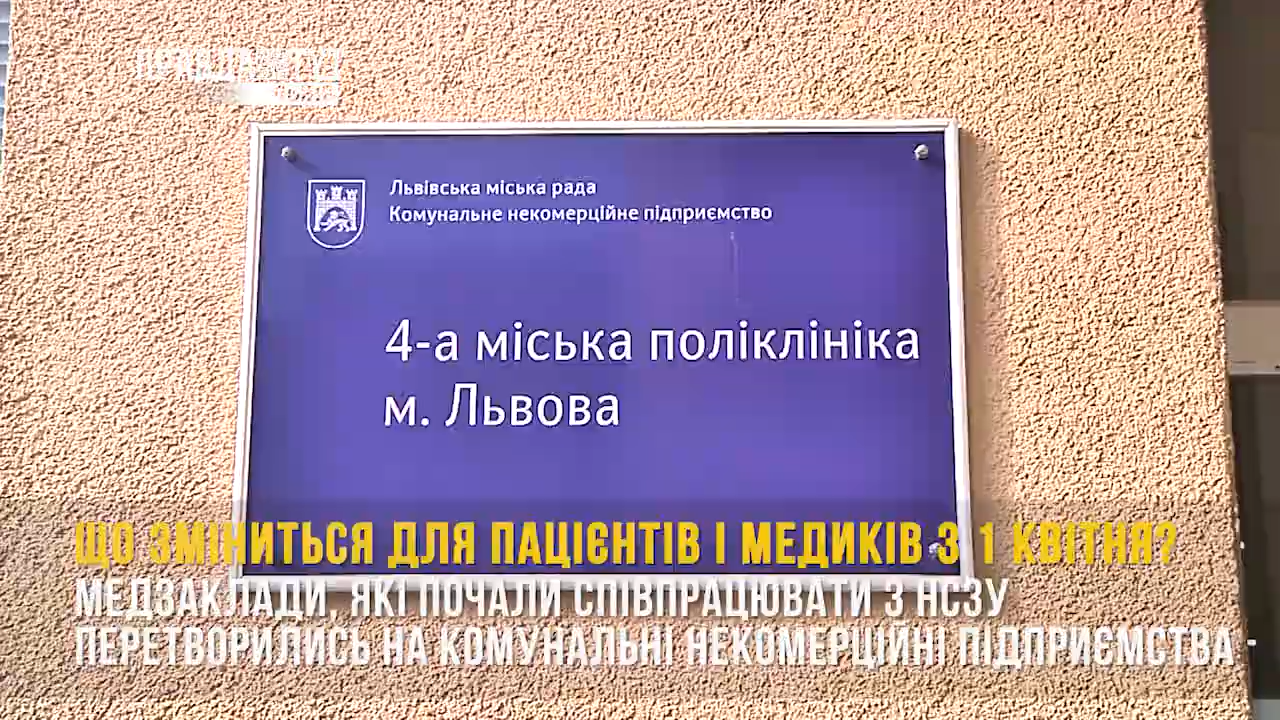 Львівська міська рада
Комунальне некомерційне підприємство
4-а міська поліклініка
м. Львова
ЩО ЗМІНИТЬСЯ ДЛЯ ПАЦІЄНТІВ І МЕДИКІВ З 1 КВІТНЯ?
МЕДЗАКЛАДИ, ЯКІ ПОЧАЛИ СПІВПРАЦЮВАТИ З НСЗУ
ПЕРЕТВОРИЛИСЬ НА КОМУНАЛЬНІ НЕКОМЕРЦІЙНІ ПІДПРИЄМСТВА -